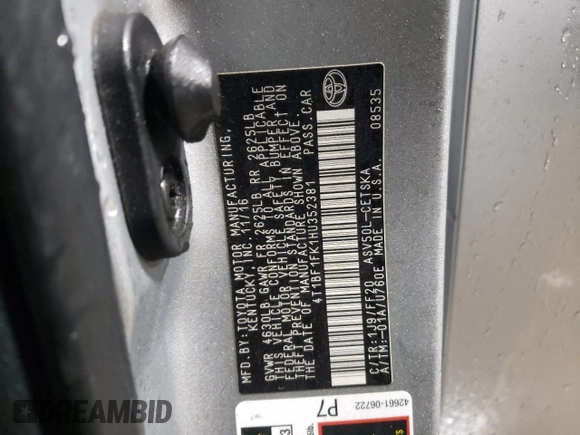 MFD.BY:TOYOTA MOTOR MANUFACTURING,
KENTUCKY, INC. 11/16
GVWR 4630LB GAWR FR 2625LB RR 2625LB
THIS VEHICLE CONFORMS TO ALL APPLICABLE
FEDERAL MOTOR VEHICLE SAFETY, BUMPER AND
THEFT PREVENTION STANDARDS IN EFFECT ON
THE DATE OF MANUFACTURE SHOWN ABOVE.
4T1BF1FK1HU352381 PASS.CAR
C/TR:1J9/FF20 ASV50L-CETSKA
A/TM:-01A/U760E MADE IN U.S.A.
08535
42661-06722
P7
EPICVIN